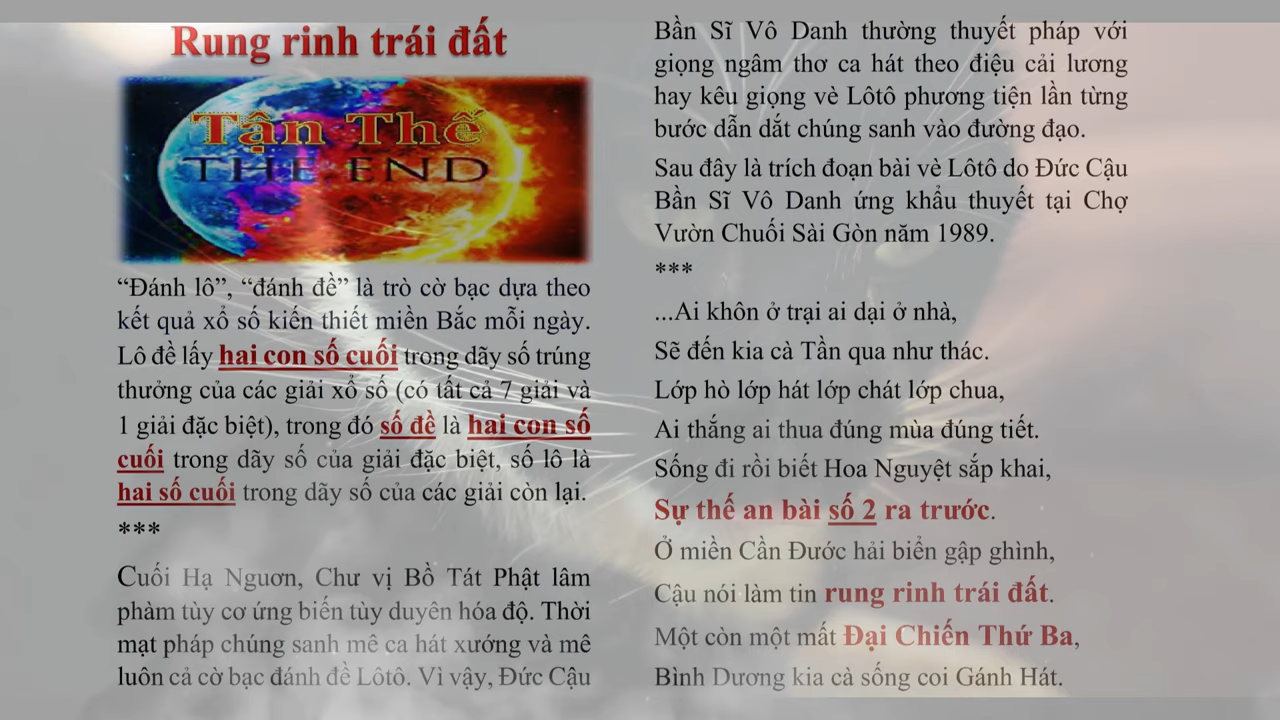 Rung rinh trái đất
Tận Thế
THE END
“Đánh lô”, “đánh đề” là trò cờ bạc dựa theo
kết quả xổ số kiến thiết miền Bắc mỗi ngày.
Lô đề lấy hai con số cuối trong dãy số trúng
thưởng của các giải xổ số (có tất cả 7 giải và
1 giải đặc biệt), trong đó số đề là hai con số
cuối trong dãy số của giải đặc biệt, số lô là
hai số cuối trong dãy số của các giải còn lại.
***
Cuối Hạ Nguơn, Chư vị Bồ Tát Phật lâm
phàm tùy cơ ứng biến tùy duyên hóa độ. Thời
mạt pháp chúng sanh mê ca hát xướng và mê
luôn cả cờ bạc đánh đề Lôtô. Vì vậy, Đức Cậu
Bần Sĩ Vô Danh thường thuyết pháp với
giọng ngâm thơ ca hát theo điệu cải lương
hay kêu giọng vè Lôtô phương tiện lần từng
bước dẫn dắt chúng sanh vào đường đạo.
Sau đây là trích đoạn bài vè Lôtô do Đức Cậu
Bần Sĩ Vô Danh ứng khẩu thuyết tại Chợ
Vườn Chuối Sài Gòn năm 1989.
***
...Ai khôn ở trại ai dại ở nhà,
Sẽ đến kia cà Tần qua như thác.
Lớp hò lớp hát lớp chát lớp chua,
Ai thắng ai thua đúng mùa đúng tiết.
Sống đi rồi biết Hoa Nguyệt sắp khai,
Sự thế an bài số 2 ra trước.
Ở miền Cần Đước hải biển gập ghình,
Cậu nói làm tin rung rinh trái đất.
Một còn một mất Đại Chiến Thứ Ba,
Bình Dương kia cà sống coi Gánh Hát.